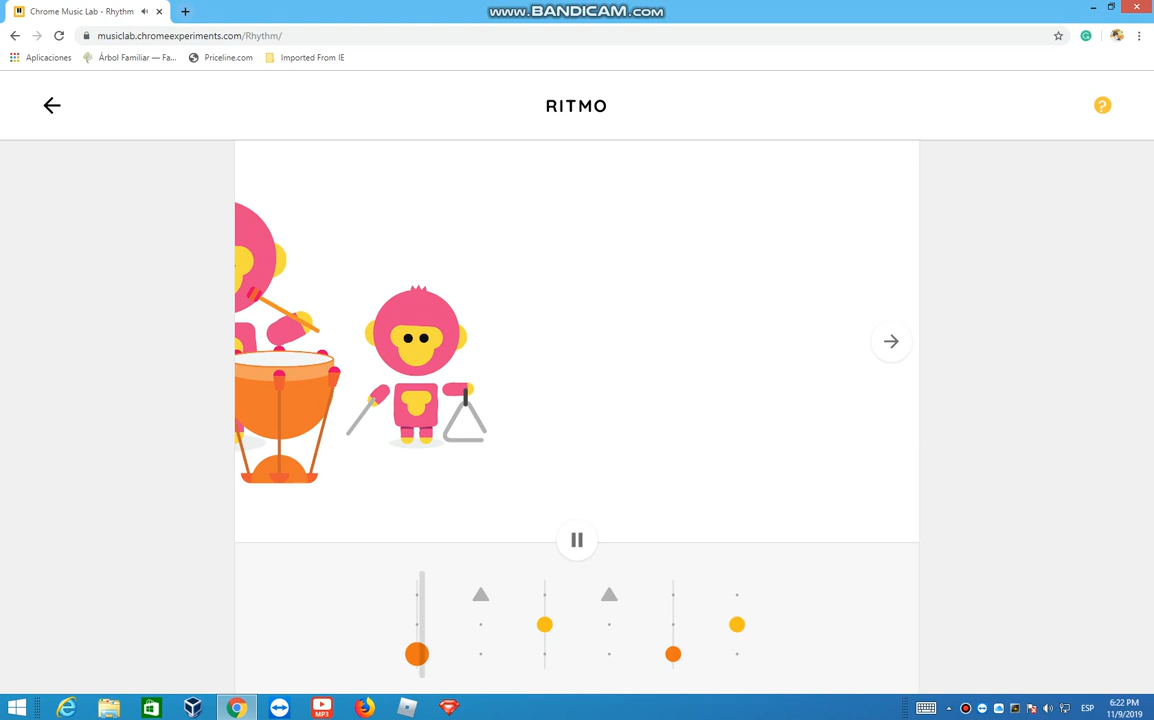 Chrome Music Lab - Rhythm
www.BANDICAM.com
musiclab.chromeexperiments.com/Rhythm/
Aplicaciones
Árbol Familiar — Fa...
Priceline.com
Imported From IE
RITMO
?
MP3
ESP
6:22 PM
11/9/2019